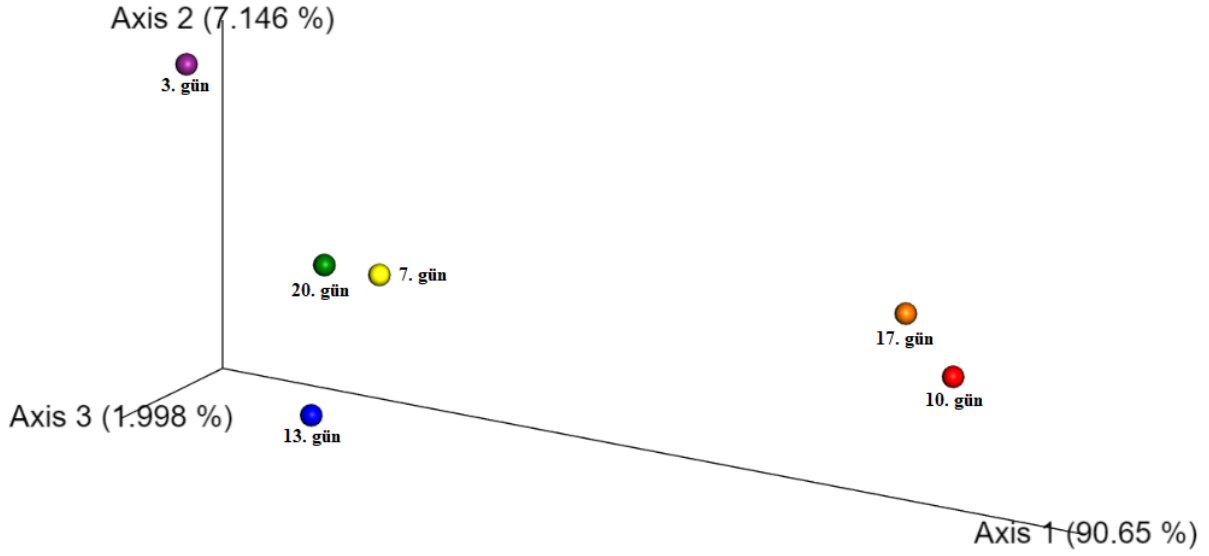 Axis 2 (7.146 %)
3. gün
20. gün
7. gün
17. gün
10. gün
Axis 3 (1.998 %)
13. gün
Axis 1 (90.65 %)